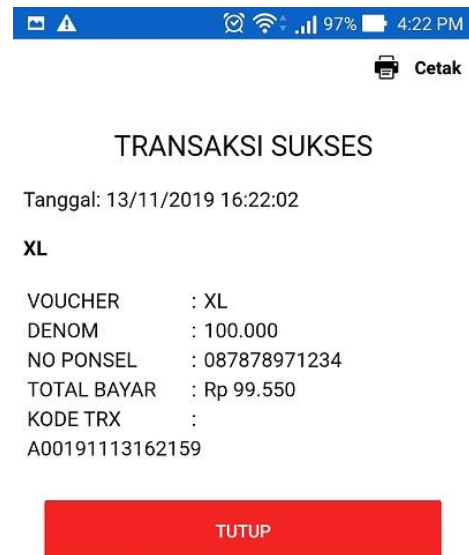 97% 4:22 PM
Cetak
TRANSAKSI SUKSES
Tanggal: 13/11/2019 16:22:02
XL
VOUCHER : XL
DENOM : 100.000
NO PONSEL : 087878971234
TOTAL BAYAR : Rp 99.550
KODE TRX :
A00191113162159
TUTUP